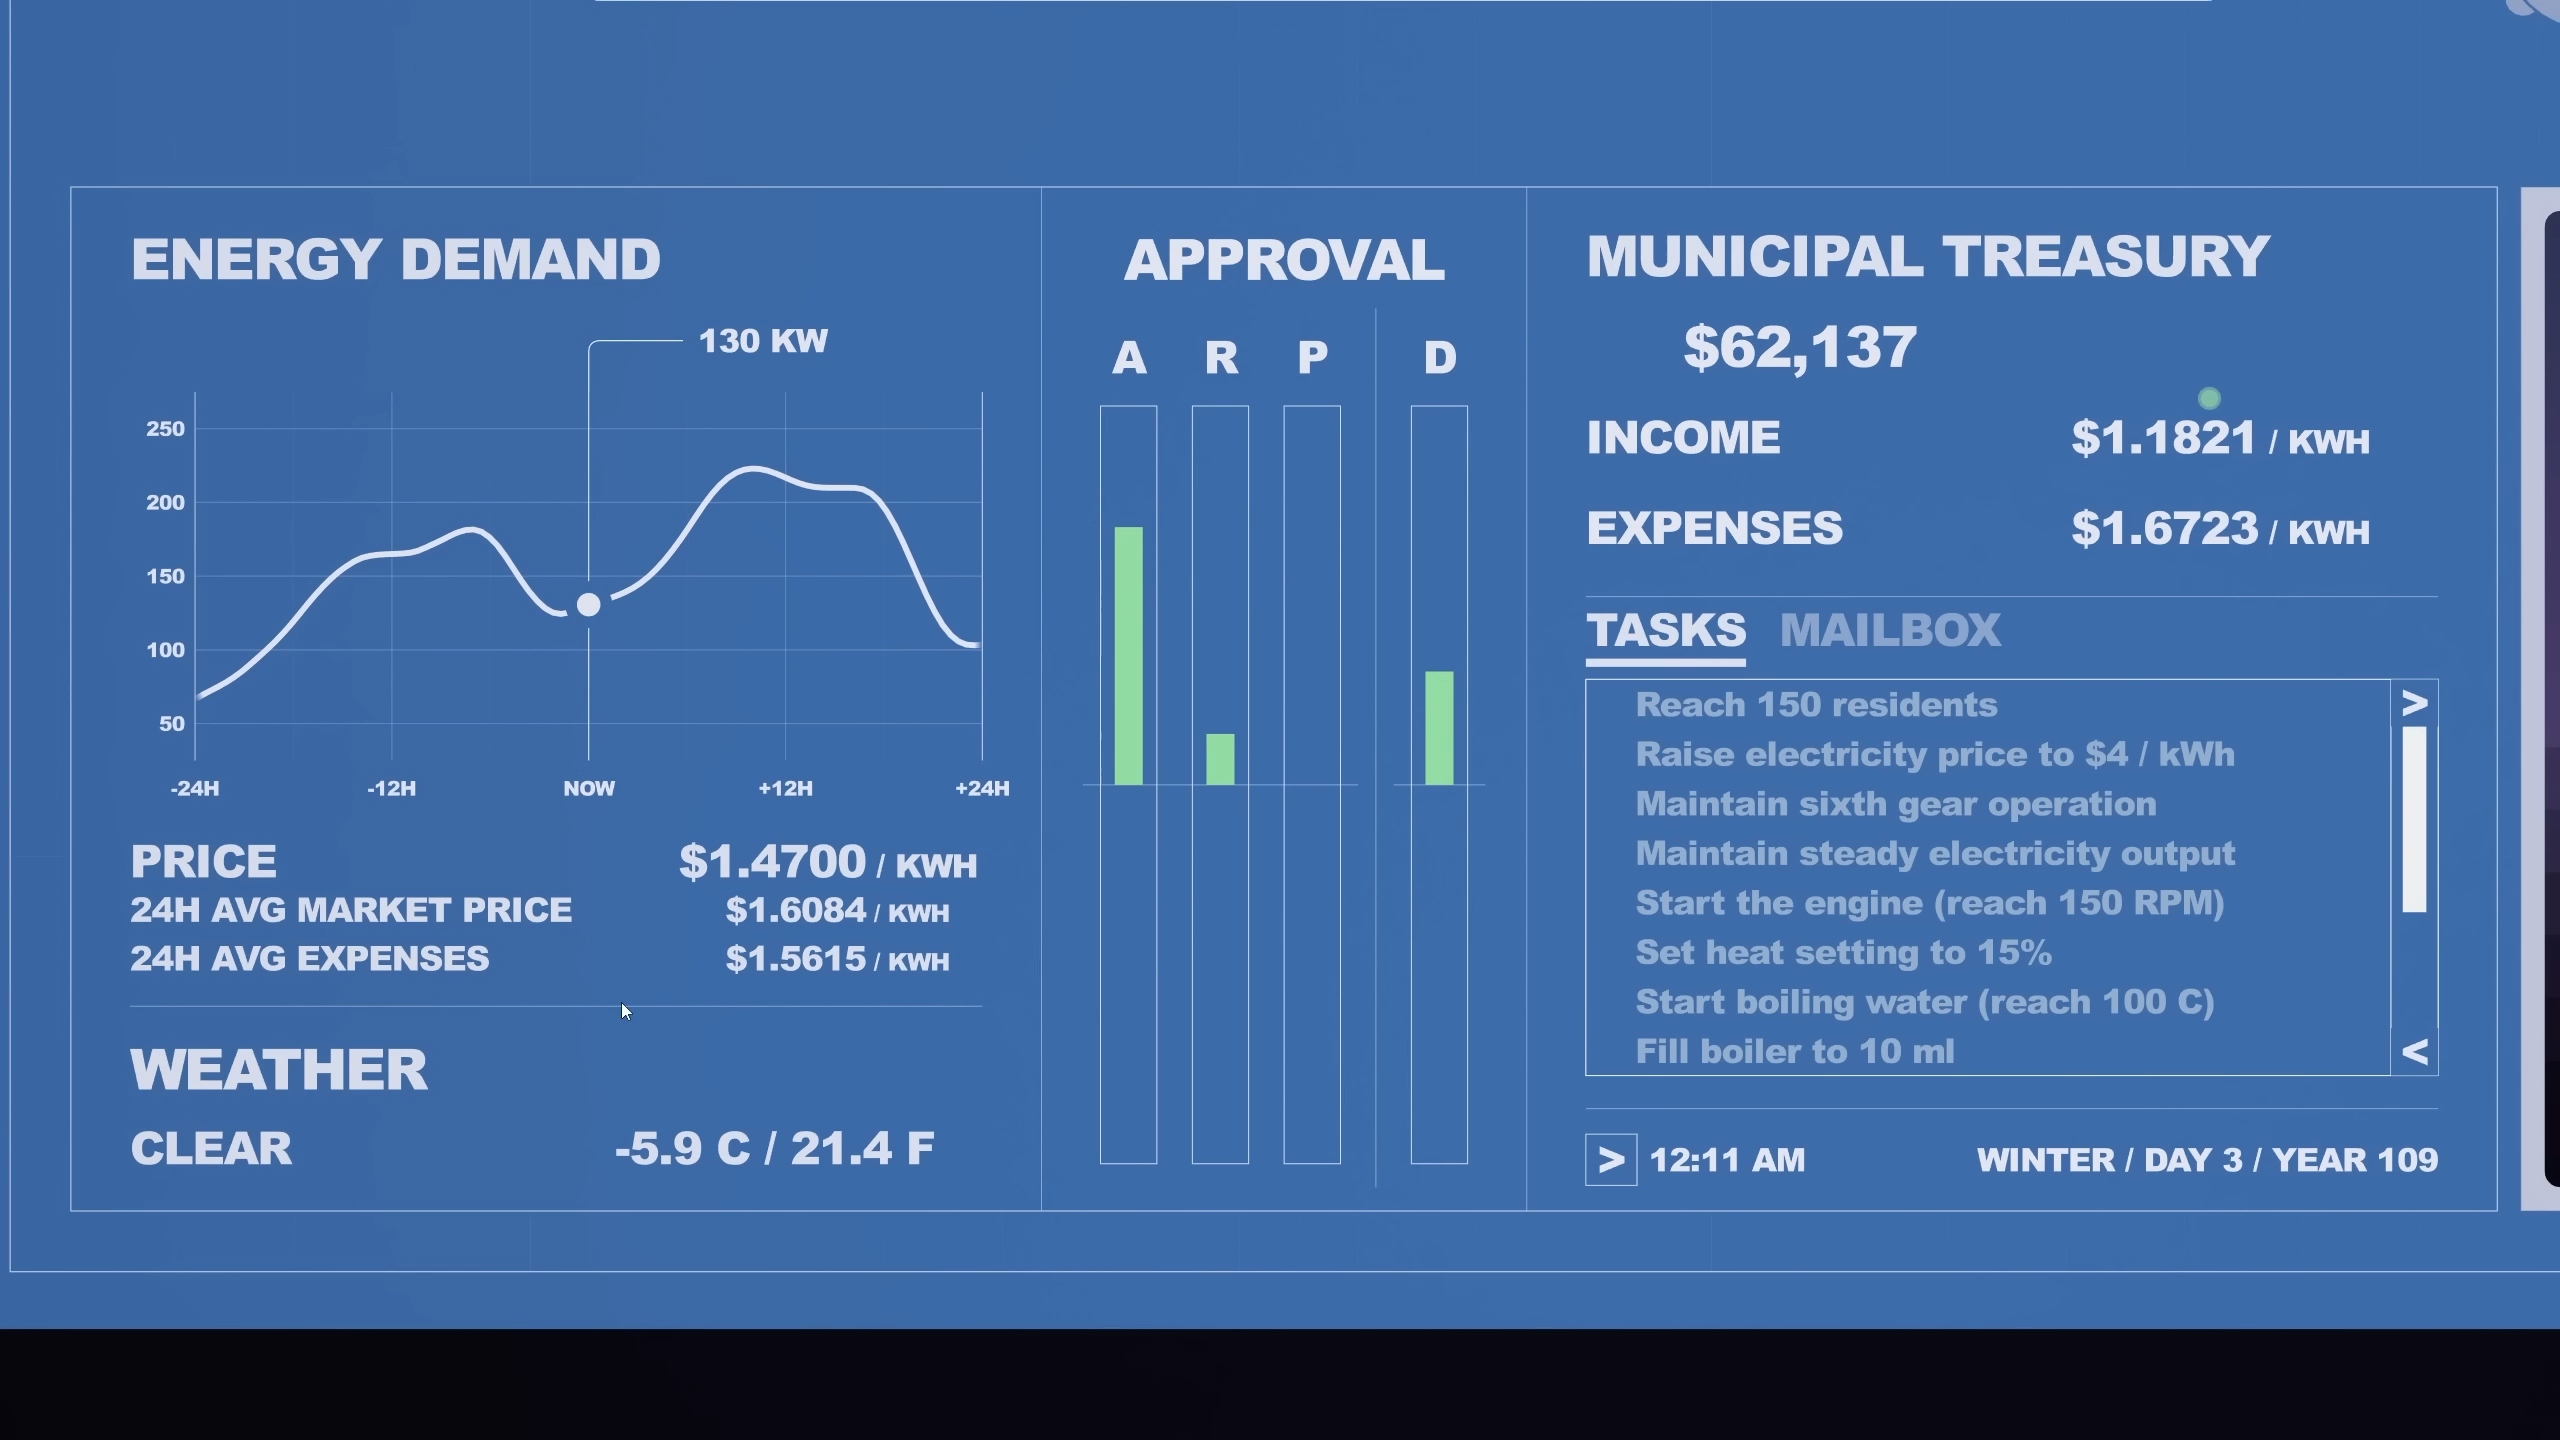 ENERGY DEMAND
130 KW
250
200
150
100
50
-24H
-12H
NOW
+12H
+24H
PRICE $1.4700 / KWH
24H AVG MARKET PRICE $1.6084 / KWH
24H AVG EXPENSES $1.5615 / KWH
WEATHER
CLEAR -5.9 C / 21.4 F
APPROVAL
A R P D
MUNICIPAL TREASURY
$62,137
INCOME $1.1821 / KWH
EXPENSES $1.6723 / KWH
TASKS MAILBOX
Reach 150 residents
Raise electricity price to $4 / kWh
Maintain sixth gear operation
Maintain steady electricity output
Start the engine (reach 150 RPM)
Set heat setting to 15%
Start boiling water (reach 100 C)
Fill boiler to 10 ml
>
<
> 12:11 AM WINTER / DAY 3 / YEAR 109